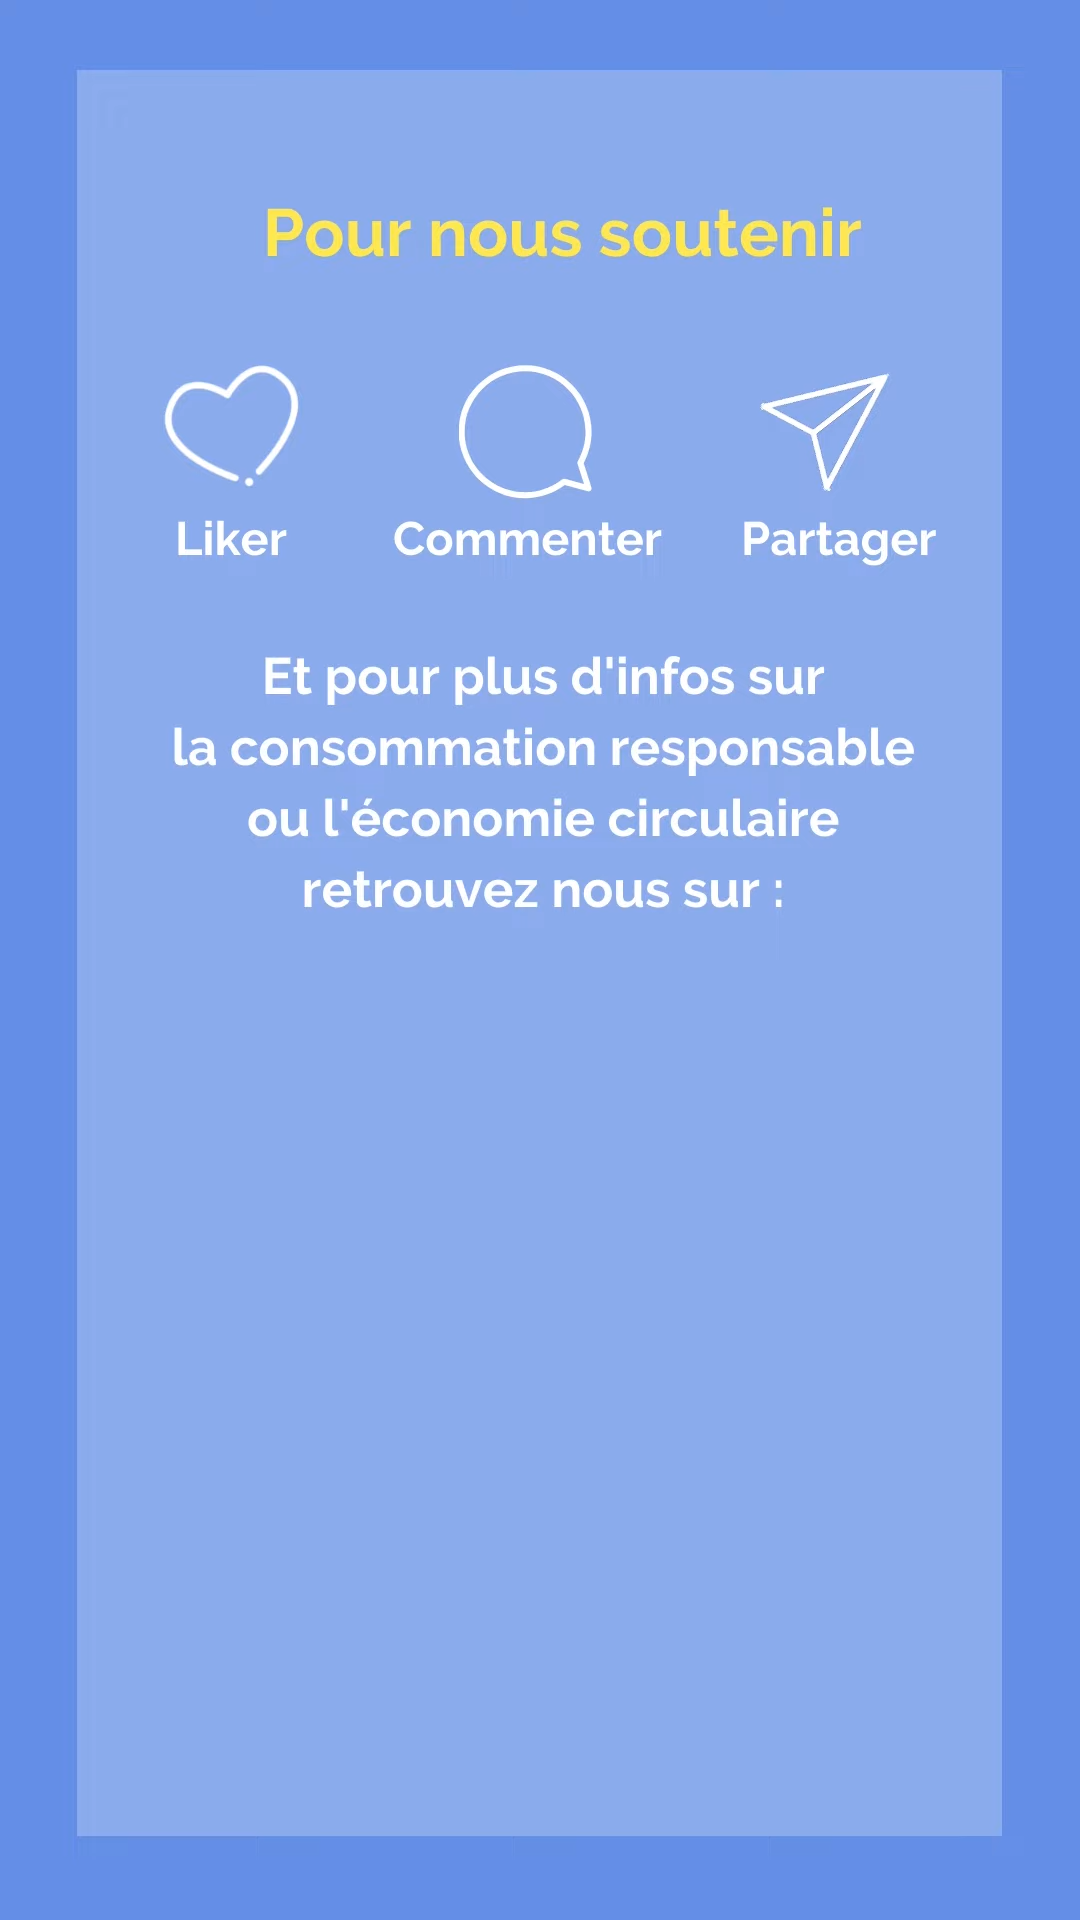 Pour nous soutenir
Liker Commenter Partager
Et pour plus d'infos sur
la consommation responsable
ou l'économie circulaire
retrouvez nous sur :